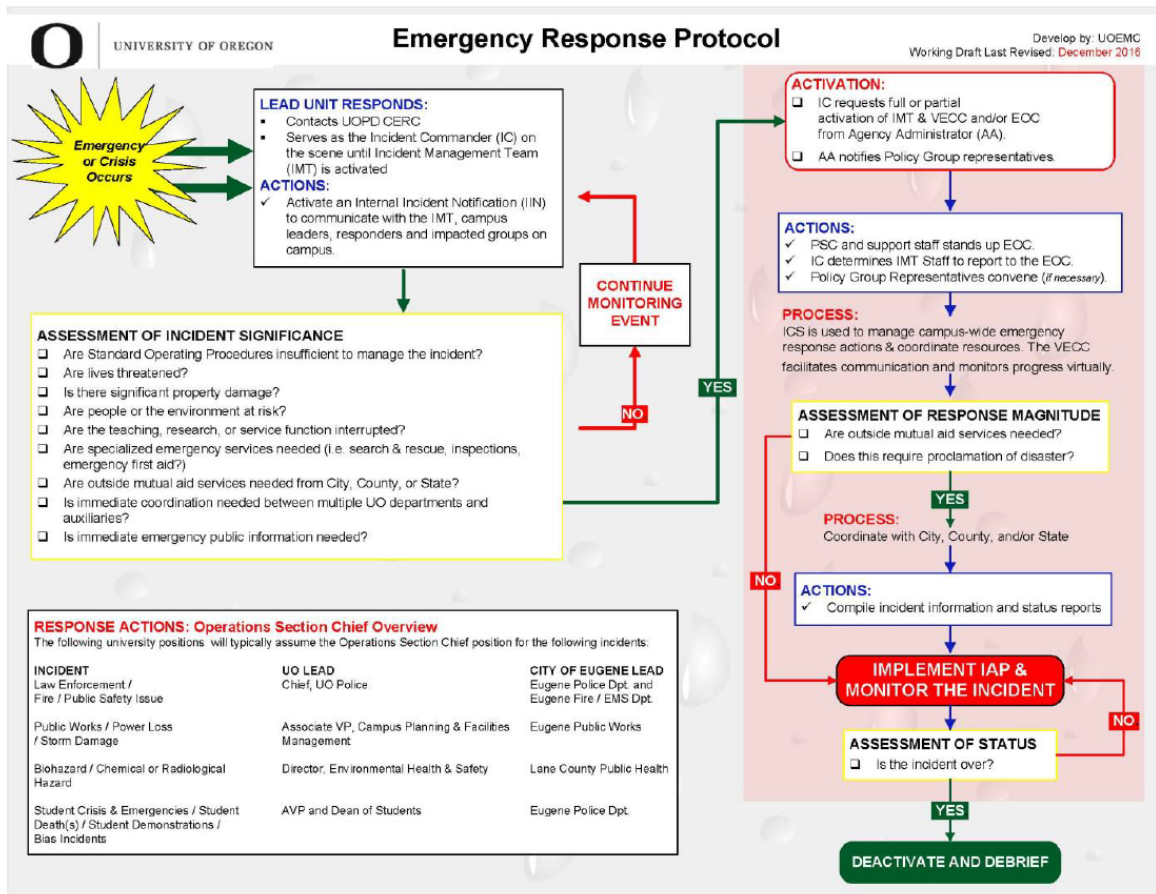 O
UNIVERSITY OF OREGON
Emergency Response Protocol
Develop by: UOEMC
Working Draft Last Revised: December 2016
Emergency
or Crisis
Occurs
LEAD UNIT RESPONDS:
Contacts UOPD CERC
Serves as the Incident Commander (IC) on
the scene until Incident Management Team
(IMT) is activated
ACTIONS:
Activate an Internal Incident Notification (IIN)
to communicate with the IMT, campus
leaders, responders and impacted groups on
campus.
CONTINUE
MONITORING
EVENT
NO
ASSESSMENT OF INCIDENT SIGNIFICANCE
Are Standard Operating Procedures insufficient to manage the incident?
Are lives threatened?
Is there significant property damage?
Are people or the environment at risk?
Are the teaching, research, or service function interrupted?
Are specialized emergency services needed (i.e. search & rescue, inspections,
emergency first aid?)
Are outside mutual aid services needed from City, County, or State?
Is immediate coordination needed between multiple UO departments and
auxiliaries?
Is immediate emergency public information needed?
YES
ACTIVATION:
IC requests full or partial
activation of IMT & VECC and/or EOC
from Agency Administrator (AA).
AA notifies Policy Group representatives.
ACTIONS:
PSC and support staff stands up EOC.
IC determines IMT Staff to report to the EOC.
Policy Group Representatives convene (if necessary).
PROCESS:
ICS is used to manage campus-wide emergency
response actions & coordinate resources. The VECC
facilitates communication and monitors progress virtually.
ASSESSMENT OF RESPONSE MAGNITUDE
Are outside mutual aid services needed?
Does this require proclamation of disaster?
YES
PROCESS:
Coordinate with City, County, and/or State
NO
ACTIONS:
Compile incident information and status reports
IMPLEMENT IAP &
MONITOR THE INCIDENT
NO
ASSESSMENT OF STATUS
Is the incident over?
YES
DEACTIVATE AND DEBRIEF
RESPONSE ACTIONS: Operations Section Chief Overview
The following university positions will typically assume the Operations Section Chief position for the following incidents:
INCIDENT UO LEAD CITY OF EUGENE LEAD
Law Enforcement / Chief, UO Police Eugene Police Dpt. and
Fire / Public Safety Issue Eugene Fire / EMS Dpt.
Public Works / Power Loss Associate VP, Campus Planning & Facilities Eugene Public Works
/ Storm Damage Management
Biohazard / Chemical or Radiological Director, Environmental Health & Safety Lane County Public Health
Hazard
Student Crisis & Emergencies / Student AVP and Dean of Students Eugene Police Dpt.
Death(s) / Student Demonstrations /
Bias Incidents